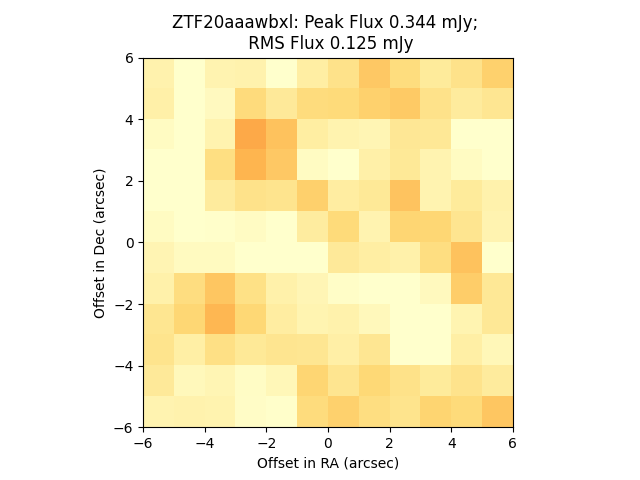 ZTF20aaawbxl: Peak Flux 0.344 mJy;
RMS Flux 0.125 mJy
6
4
2
0
−2
−4
−6
Offset in Dec (arcsec)
−6 −4 −2 0 2 4 6
Offset in RA (arcsec)